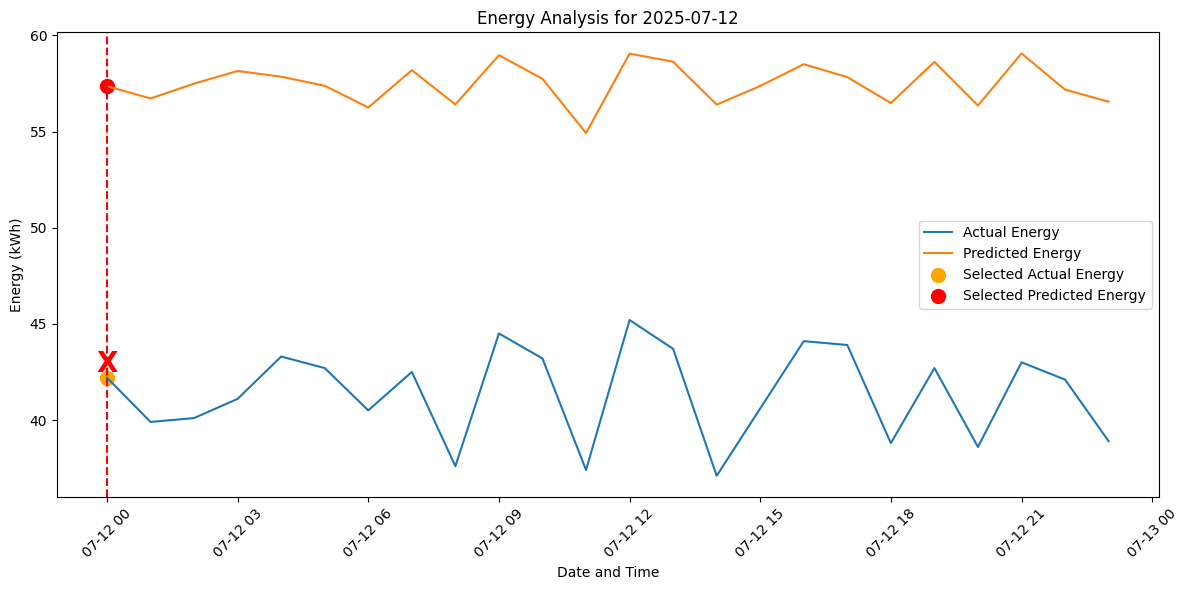 Energy Analysis for 2025-07-12
60
55
50
45
40
Energy (kWh)
X
Actual Energy
Predicted Energy
Selected Actual Energy
Selected Predicted Energy
07-12 00
07-12 03
07-12 06
07-12 09
07-12 12
07-12 15
07-12 18
07-12 21
07-13 00
Date and Time